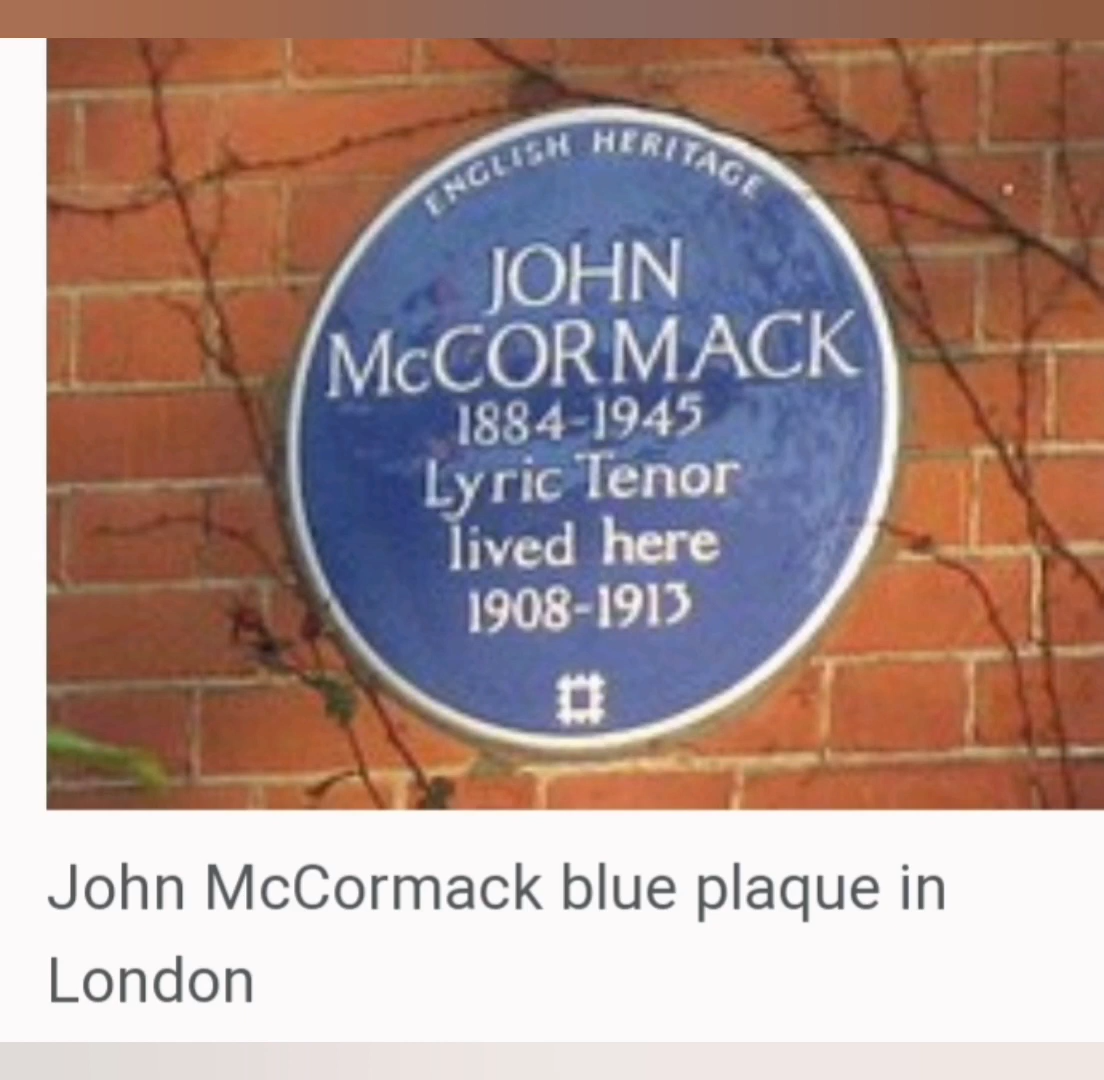 ENGLISH HERITAGE
JOHN
McCORMACK
1884-1945
Lyric Tenor
lived here
1908-1913
John McCormack blue plaque in
London